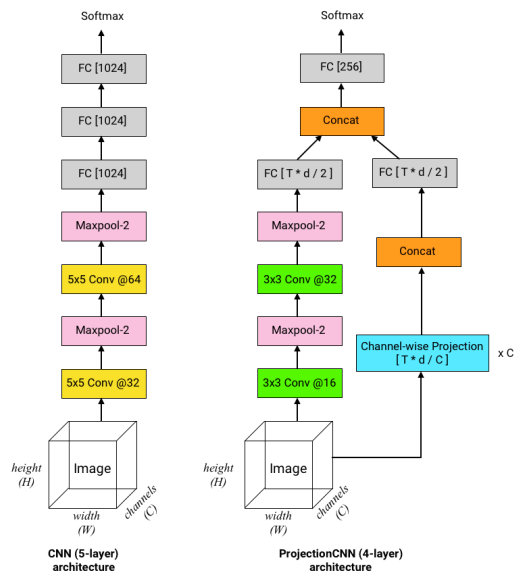 Softmax
FC [1024]
FC [1024]
FC [1024]
Maxpool-2
5x5 Conv @64
Maxpool-2
5x5 Conv @32
Image
height
(H)
width
(W)
channels
(C)
CNN (5-layer)
architecture
Softmax
FC [256]
Concat
FC [ T * d / 2 ]
FC [ T * d / 2 ]
Maxpool-2
Concat
3x3 Conv @32
Maxpool-2
Channel-wise Projection
[ T * d / C ]
x C
3x3 Conv @16
Image
height
(H)
width
(W)
channels
(C)
ProjectionCNN (4-layer)
architecture